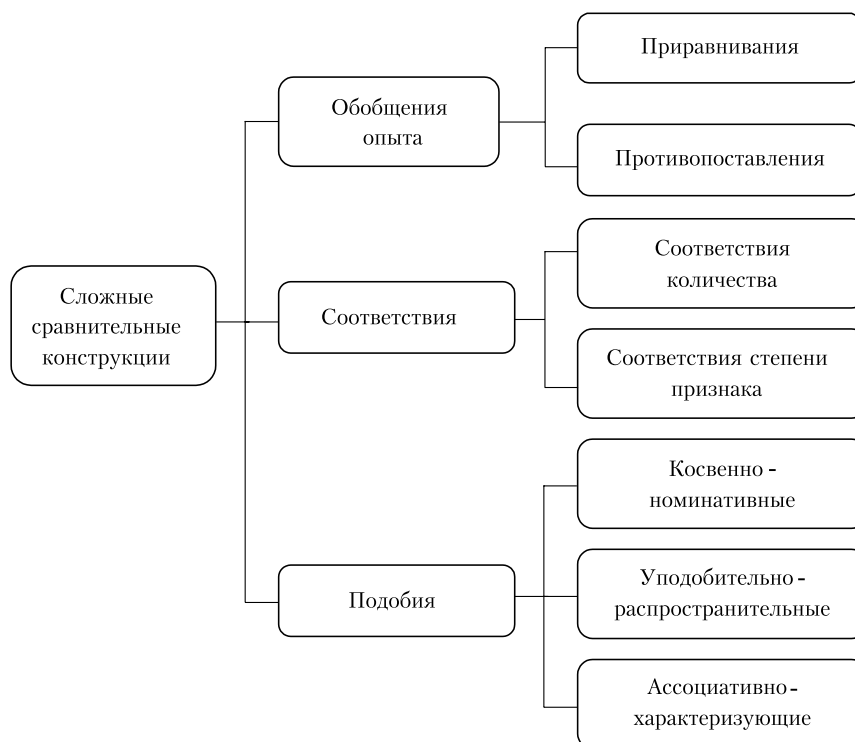 Сложные
сравнительные
конструкции
Обобщения
опыта
Приравнивания
Противопоставления
Соответствия
Соответствия
количества
Соответствия степени
признака
Подобия
Косвенно-
номинативные
Уподобительно-
распространительные
Ассоциативно-
характеризующие